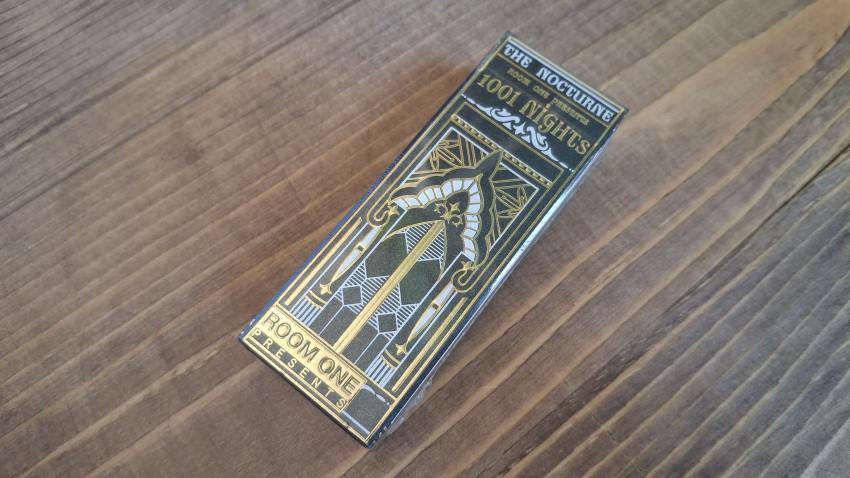 THE NOCTURNE
ROOM ONE PRESENTS
1001 NiGHTS
ROOM ONE
PRESENTS